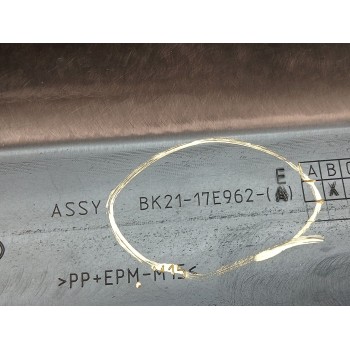 E A B C
ASSY BK21-17E962-(A) X
>PP+EPM-M15<